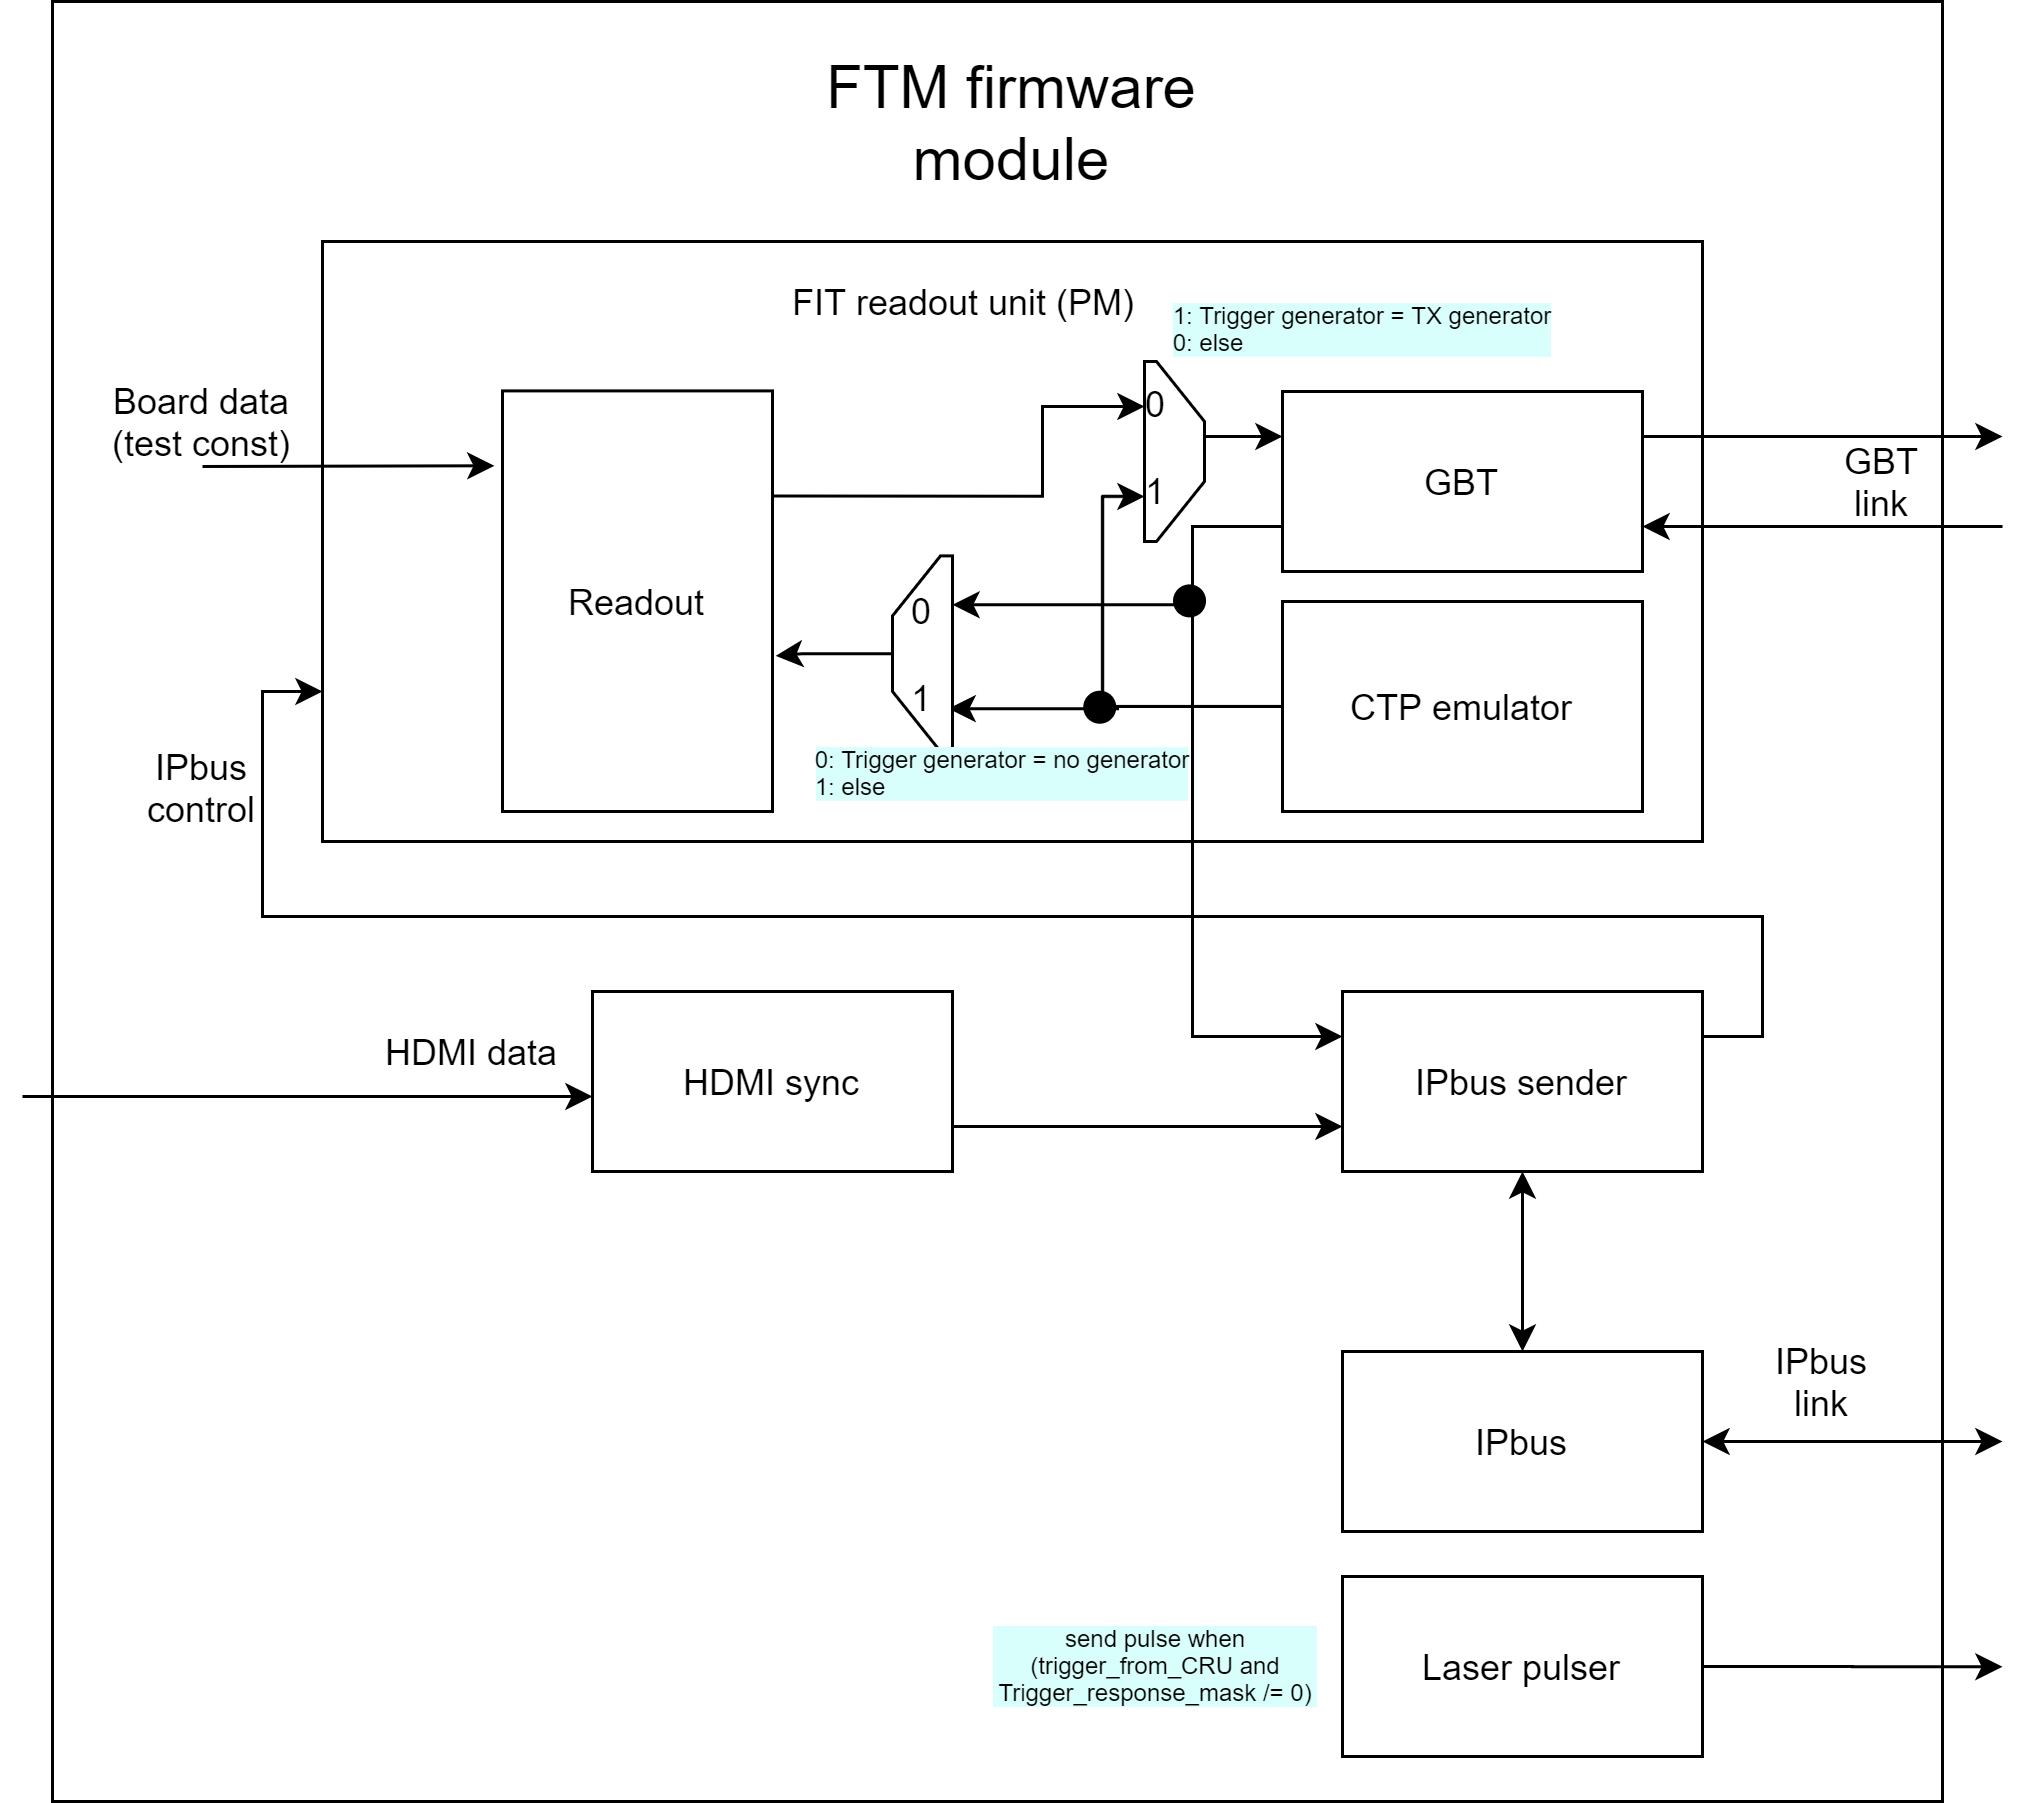 FTM firmware
module
FIT readout unit (PM)
1: Trigger generator = TX generator
0: else
Board data
(test const)
0
1
GBT
GBT
link
Readout
0
1
CTP emulator
0: Trigger generator = no generator
1: else
IPbus
control
HDMI data
HDMI sync
IPbus sender
IPbus
link
IPbus
send pulse when
(trigger_from_CRU and
Trigger_response_mask /= 0)
Laser pulser